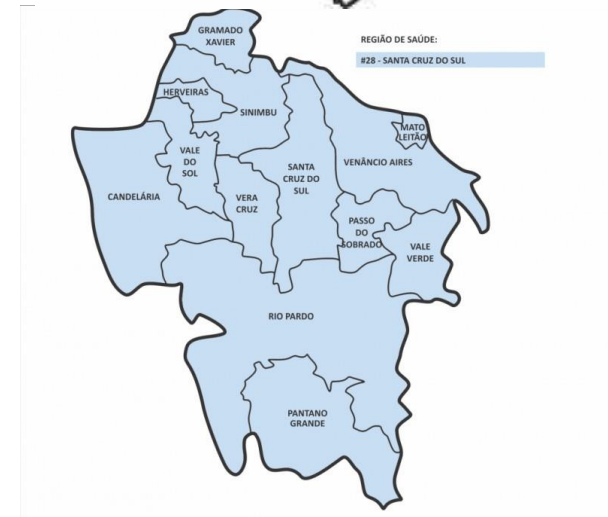 GRAMADO
XAVIER
REGIÃO DE SAÚDE:
#28 - SANTA CRUZ DO SUL
HERVEIRAS
SINIMBU
MATO
LEITÃO
VALE
DO
SOL
VENÂNCIO AIRES
SANTA
CRUZ DO
SUL
CANDELÁRIA
VERA
CRUZ
PASSO
DO
SOBRADO
VALE
VERDE
RIO PARDO
PANTANO
GRANDE